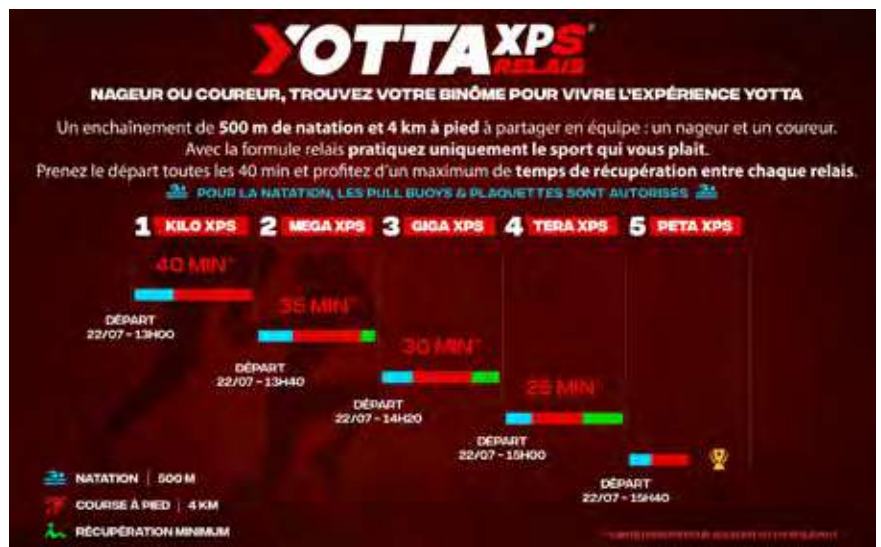 YOTTA XPS
RELAIS
NAGEUR OU COUREUR, TROUVEZ VOTRE BINÔME POUR VIVRE L'EXPÉRIENCE YOTTA
Un enchaînement de 500 m de natation et 4 km à pied à partager en équipe : un nageur et un coureur.
Avec la formule relais pratiquez uniquement le sport qui vous plait.
Prenez le départ toutes les 40 min et profitez d'un maximum de temps de récupération entre chaque relais.
POUR LA NATATION, LES PULL BUOYS & PLAQUETTES SONT AUTORISÉS
1 KILO XPS 2 MEGA XPS 3 GIGA XPS 4 TERA XPS 5 PETA XPS
40 MIN*
DÉPART
22/07 - 13H00
35 MIN*
DÉPART
22/07 - 13H40
30 MIN*
DÉPART
22/07 - 14H20
25 MIN*
DÉPART
22/07 - 15H00
DÉPART
22/07 - 15H40
NATATION | 500 M
COURSE À PIED | 4 KM
RÉCUPÉRATION MINIMUM